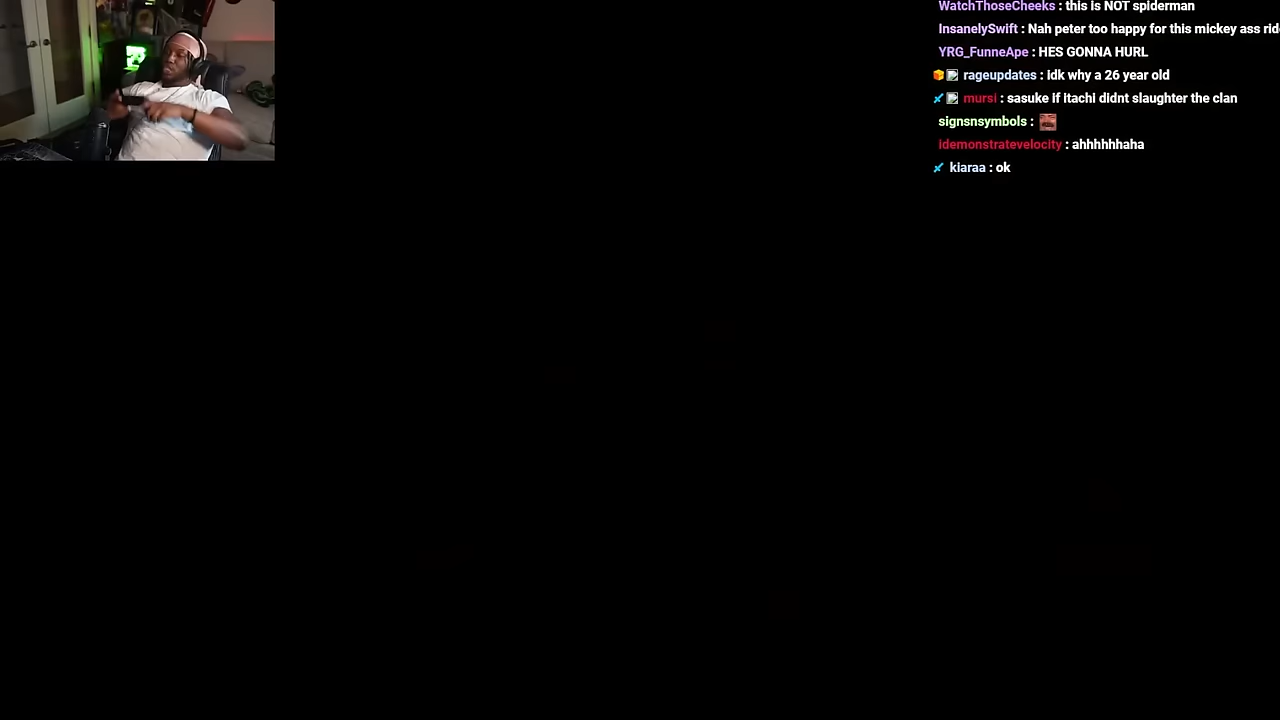 WatchThoseCheeks : this is NOT spiderman
InsanelySwift : Nah peter too happy for this mickey ass rid
YRG_FunneApe : HES GONNA HURL
rageupdates : idk why a 26 year old
mursi : sasuke if itachi didnt slaughter the clan
signsnsymbols :
idemonstratevelocity : ahhhhhhaha
kiaraa : ok